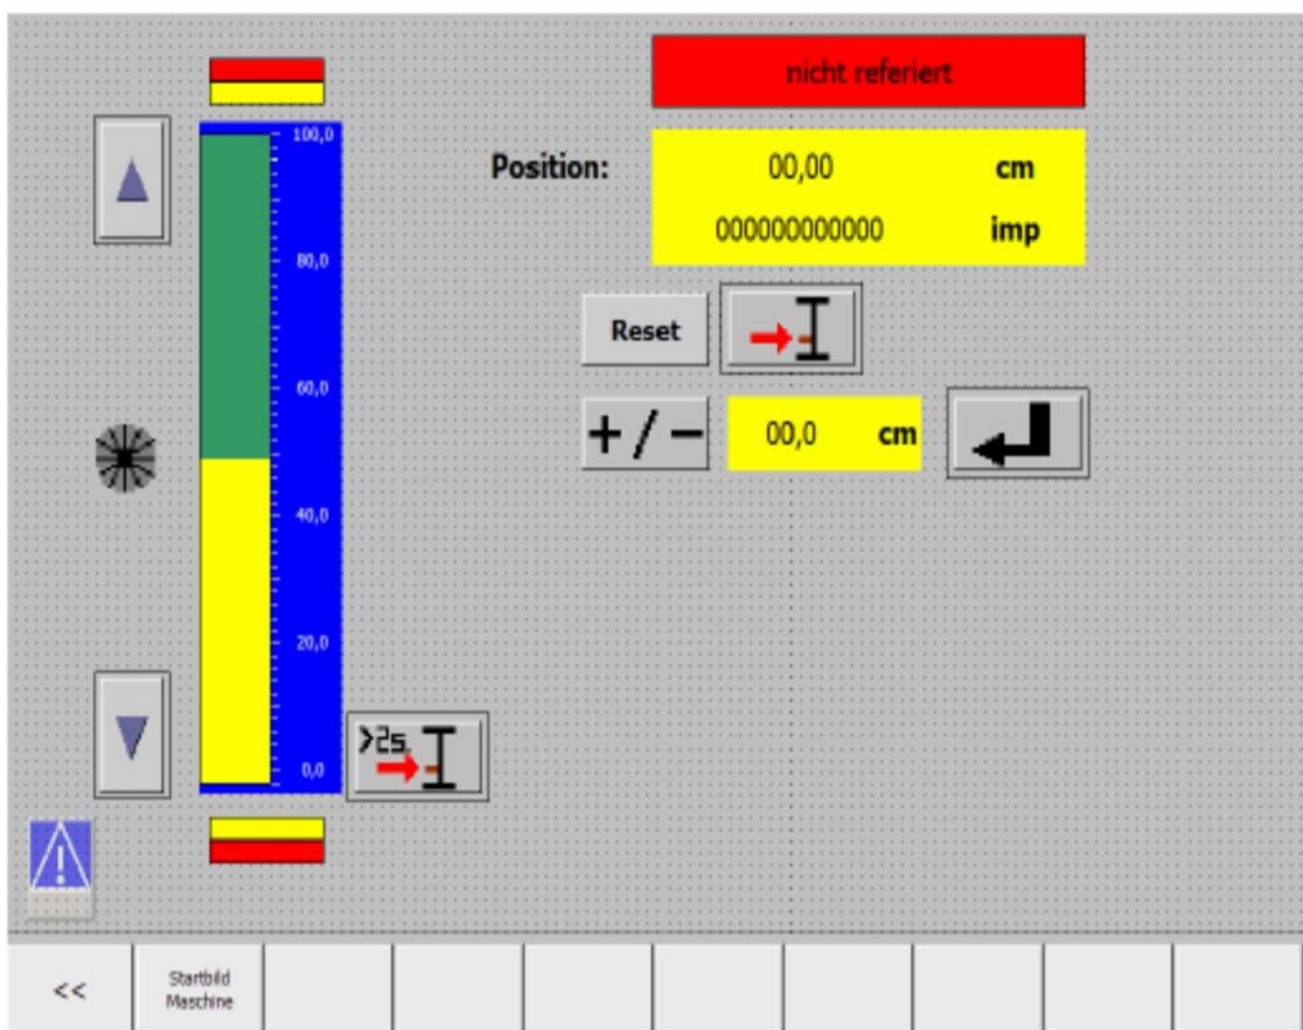 nicht referiert
100,0
Position: 00,00 cm
000000000000 imp
80,0
Reset
60,0
+/- 00,0 cm
40,0
20,0
>2s
0,0
!
<<
Startbild
Maschine